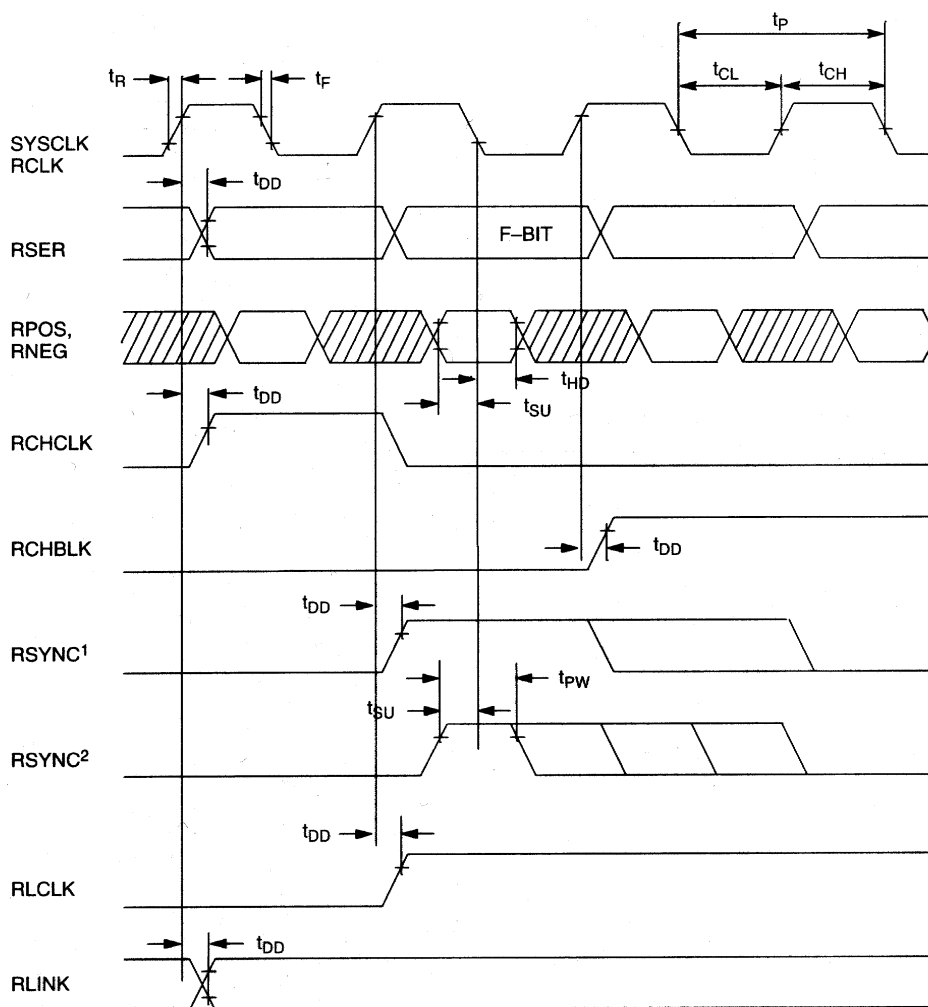 tP
tR tF tCL tCH
SYSCLK
RCLK
tDD
RSER F–BIT
RPOS,
RNEG
tHD
tDD tSU
RCHCLK
RCHBLK tDD
tDD
RSYNC1
tPW
tSU
RSYNC2
tDD
RLCLK
tDD
RLINK